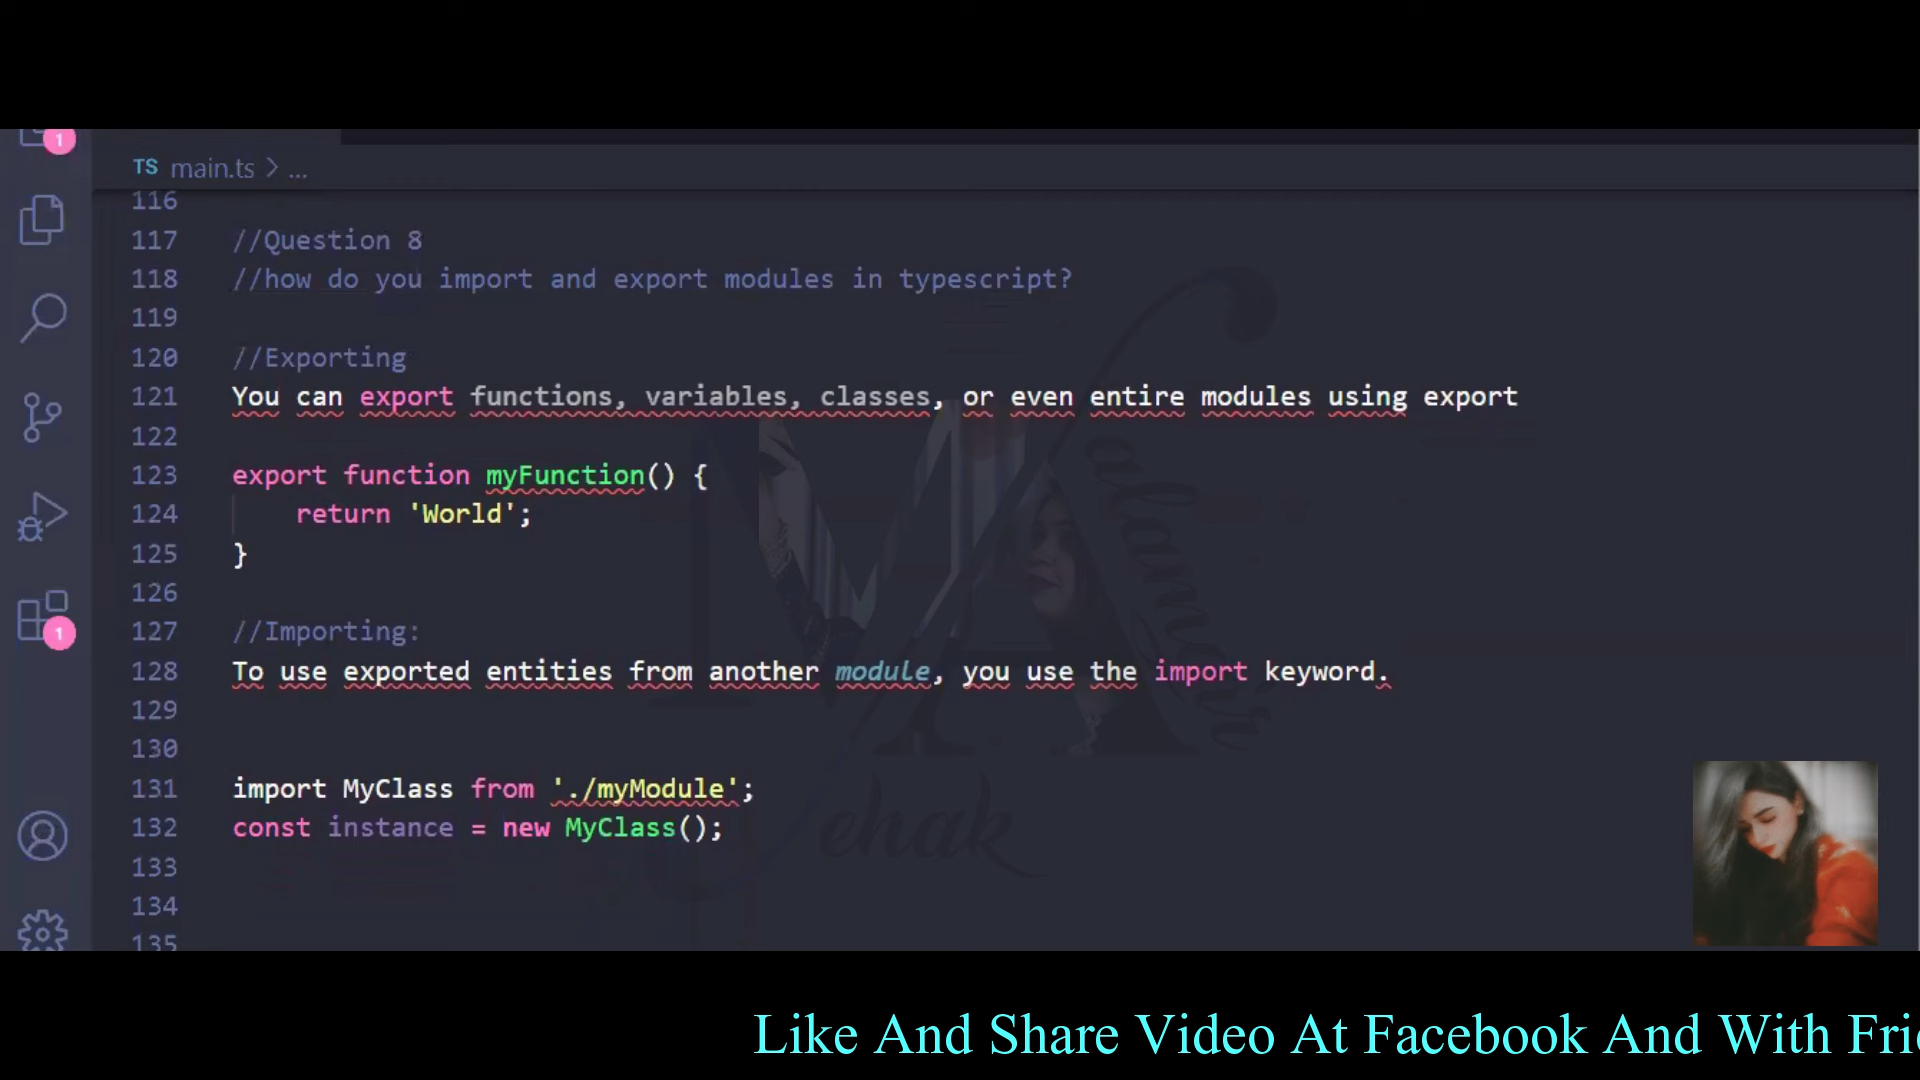 1
TS main.ts > ...
116
117 //Question 8
118 //how do you import and export modules in typescript?
119
120 //Exporting
121 You can export functions, variables, classes, or even entire modules using export
122
123 export function myFunction() {
124 return 'World';
125 }
126
127 //Importing:
128 To use exported entities from another module, you use the import keyword.
129
130
131 import MyClass from './myModule';
132 const instance = new MyClass();
133
134
135
1
alamgir
ehak
Like And Share Video At Facebook And With Fri